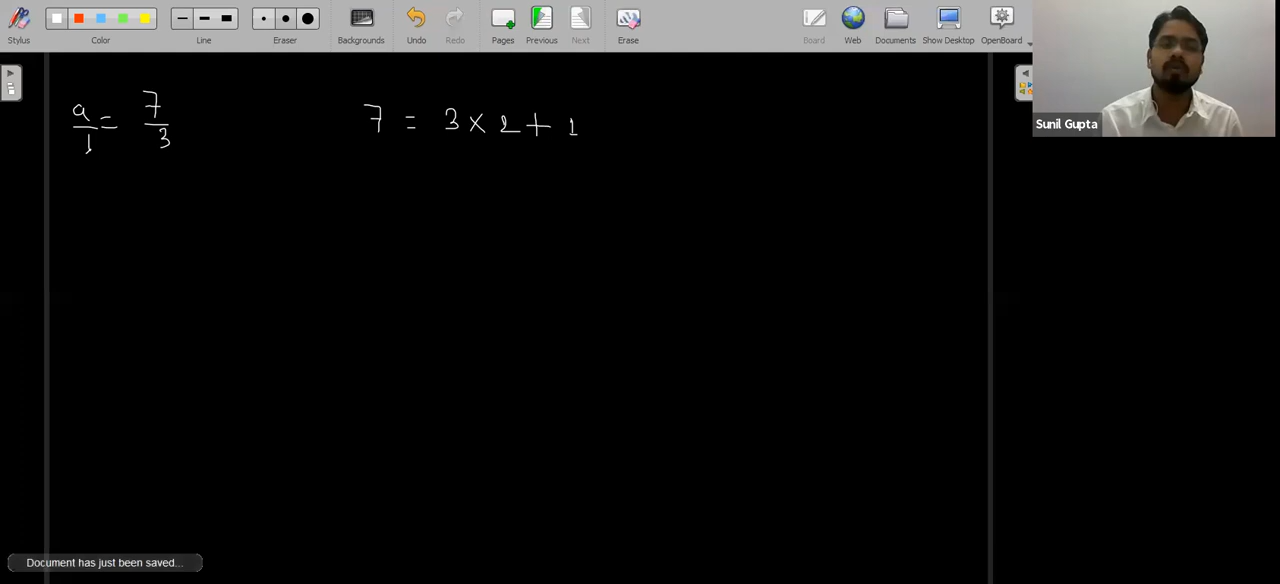 Stylus Color Line Eraser Backgrounds Undo Redo Pages Previous Next Erase Board Web Documents Show Desktop OpenBoard
Sunil Gupta
a/1 = 7/3 7 = 3 × 2 + 1
Document has just been saved...